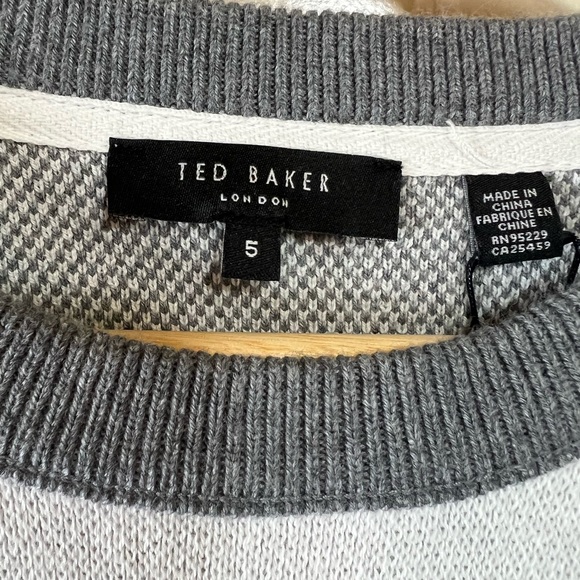 TED BAKER
LONDON
5
MADE IN
CHINA
FABRIQUE EN
CHINE
RN95229
CA25459